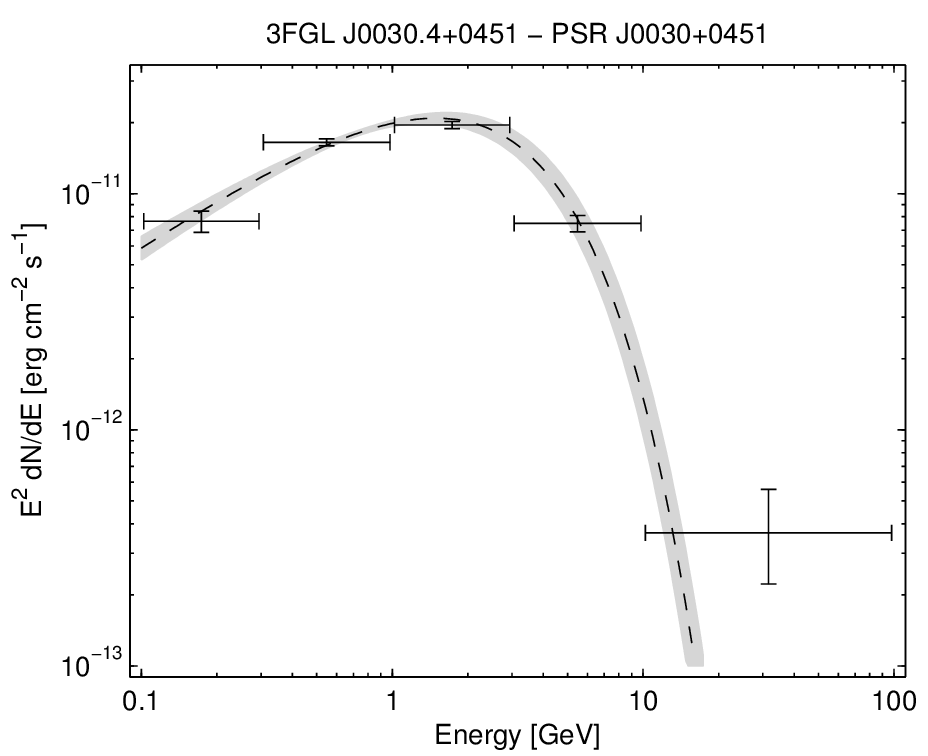 3FGL J0030.4+0451 − PSR J0030+0451
E² dN/dE [erg cm⁻² s⁻¹]
10⁻¹¹
10⁻¹²
10⁻¹³
0.1 1 10 100
Energy [GeV]